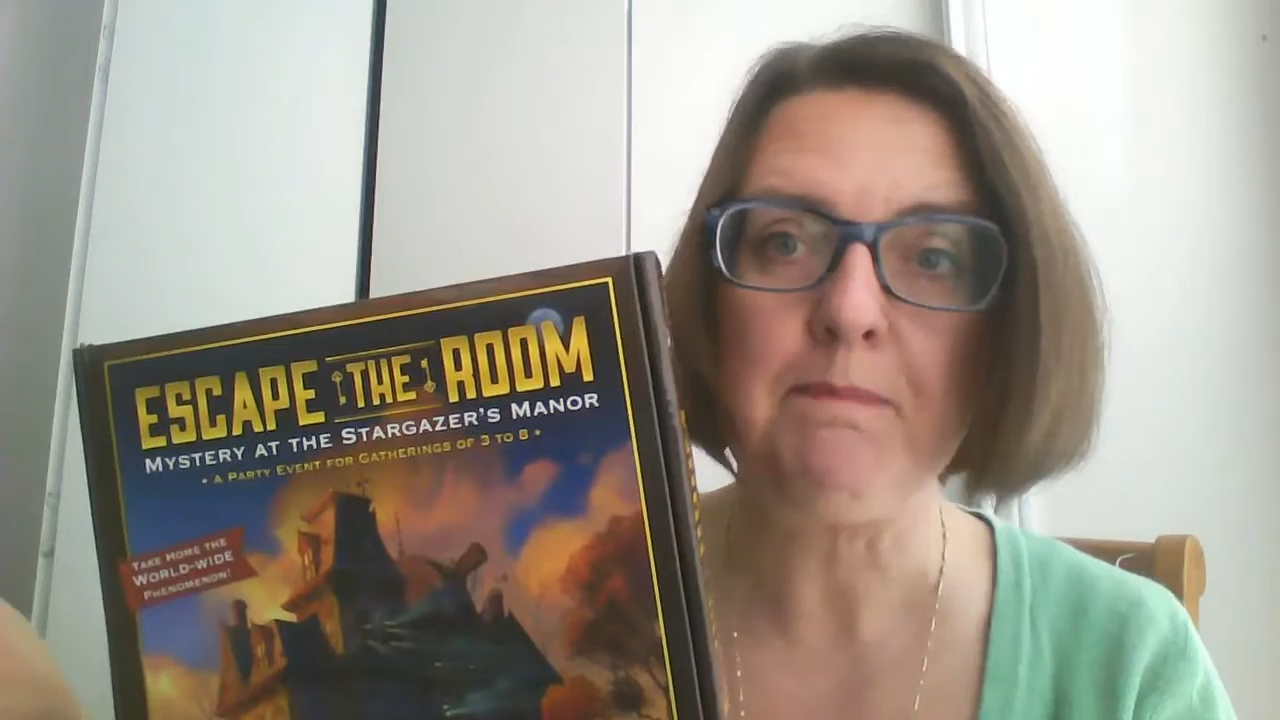 ESCAPE THE ROOM
MYSTERY AT THE STARGAZER'S MANOR
• A PARTY EVENT FOR GATHERINGS OF 3 TO 8 •
TAKE HOME THE
WORLD-WIDE
PHENOMENON!